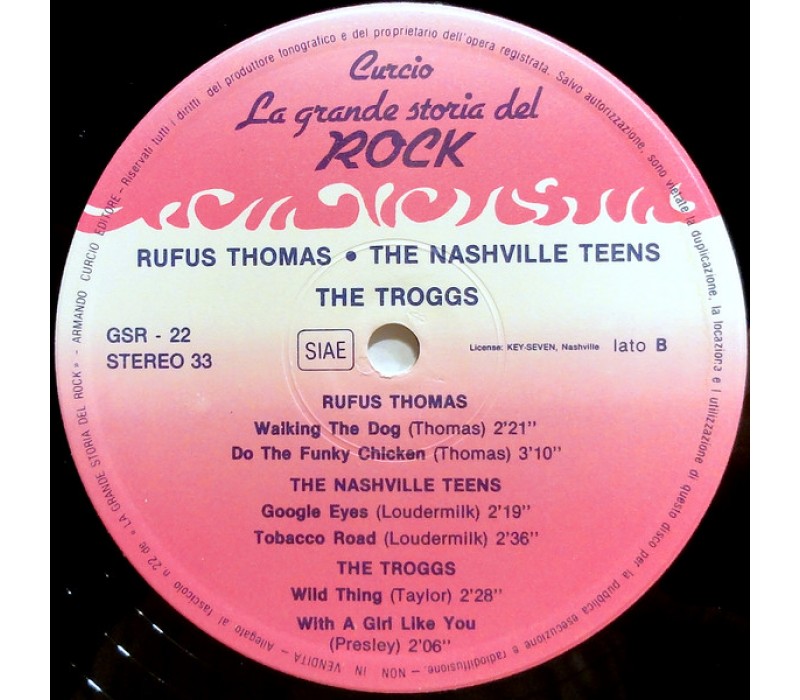 Curcio
La grande storia del
ROCK
RUFUS THOMAS • THE NASHVILLE TEENS
THE TROGGS
GSR - 22
STEREO 33
SIAE
License: KEY-SEVEN, Nashville
lato B
RUFUS THOMAS
Walking The Dog (Thomas) 2'21''
Do The Funky Chicken (Thomas) 3'10''
THE NASHVILLE TEENS
Google Eyes (Loudermilk) 2'19''
Tobacco Road (Loudermilk) 2'36''
THE TROGGS
Wild Thing (Taylor) 2'28''
With A Girl Like You
(Presley) 2'06''
Allegato al fascicolo n. 22 de « LA GRANDE STORIA DEL ROCK » - ARMANDO CURCIO EDITORE - Riservati tutti i diritti del produttore fonografico e del proprietario dell'opera registrata. Salvo autorizzazione, sono vietate la duplicazione, la locazione e l'utilizzazione di questo disco per la pubblica esecuzione e radiodiffusione. - NON IN VENDITA -